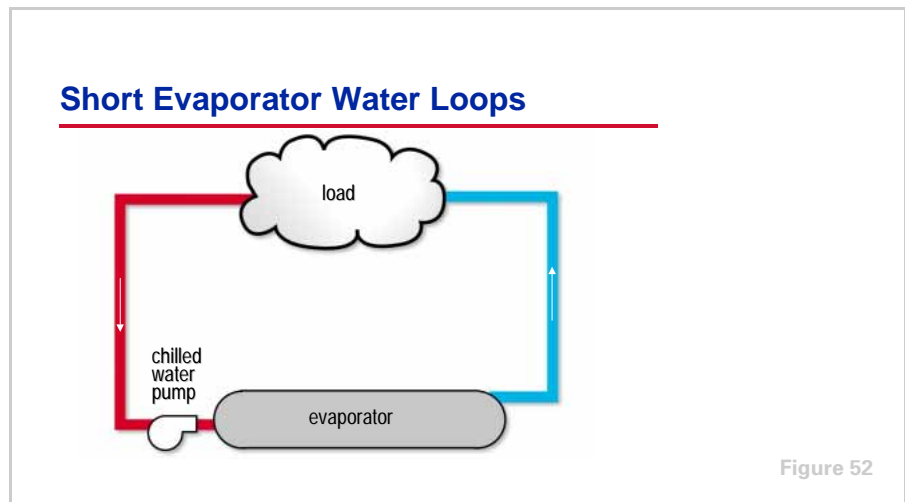 Short Evaporator Water Loops
load
chilled
water
pump
evaporator
Figure 52